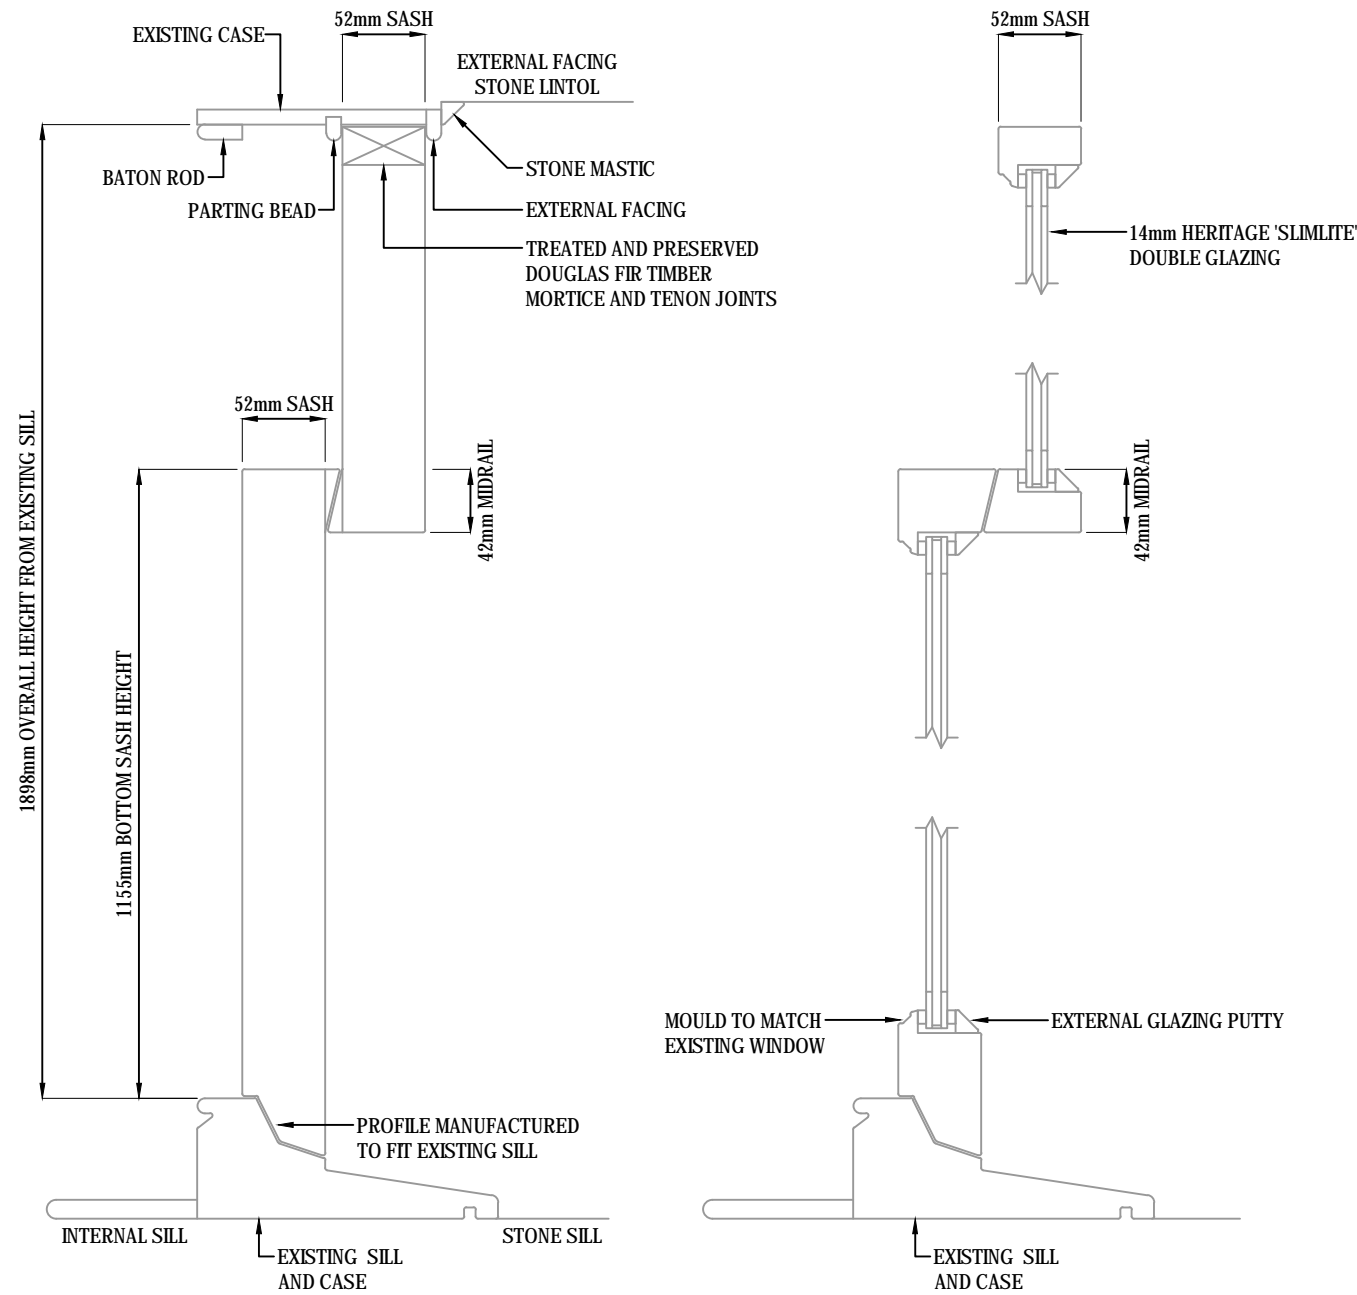 52mm SASH
EXISTING CASE
EXTERNAL FACING
STONE LINTOL
BATON ROD
PARTING BEAD
STONE MASTIC
EXTERNAL FACING
TREATED AND PRESERVED
DOUGLAS FIR TIMBER
MORTICE AND TENON JOINTS
52mm SASH
42mm MIDRAIL
1898mm OVERALL HEIGHT FROM EXISTING SILL
1155mm BOTTOM SASH HEIGHT
PROFILE MANUFACTURED
TO FIT EXISTING SILL
INTERNAL SILL
STONE SILL
EXISTING SILL
AND CASE
52mm SASH
14mm HERITAGE 'SLIMLITE'
DOUBLE GLAZING
42mm MIDRAIL
MOULD TO MATCH
EXISTING WINDOW
EXTERNAL GLAZING PUTTY
EXISTING SILL
AND CASE